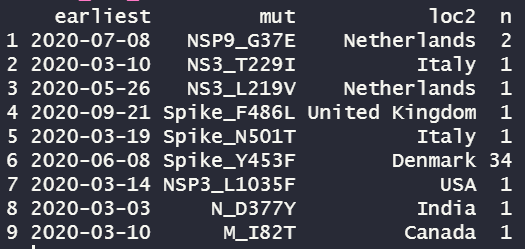 earliest mut loc2 n
1 2020-07-08 NSP9_G37E Netherlands 2
2 2020-03-10 NS3_T229I Italy 1
3 2020-05-26 NS3_L219V Netherlands 1
4 2020-09-21 Spike_F486L United Kingdom 1
5 2020-03-19 Spike_N501T Italy 1
6 2020-06-08 Spike_Y453F Denmark 34
7 2020-03-14 NSP3_L1035F USA 1
8 2020-03-03 N_D377Y India 1
9 2020-03-10 M_I82T Canada 1